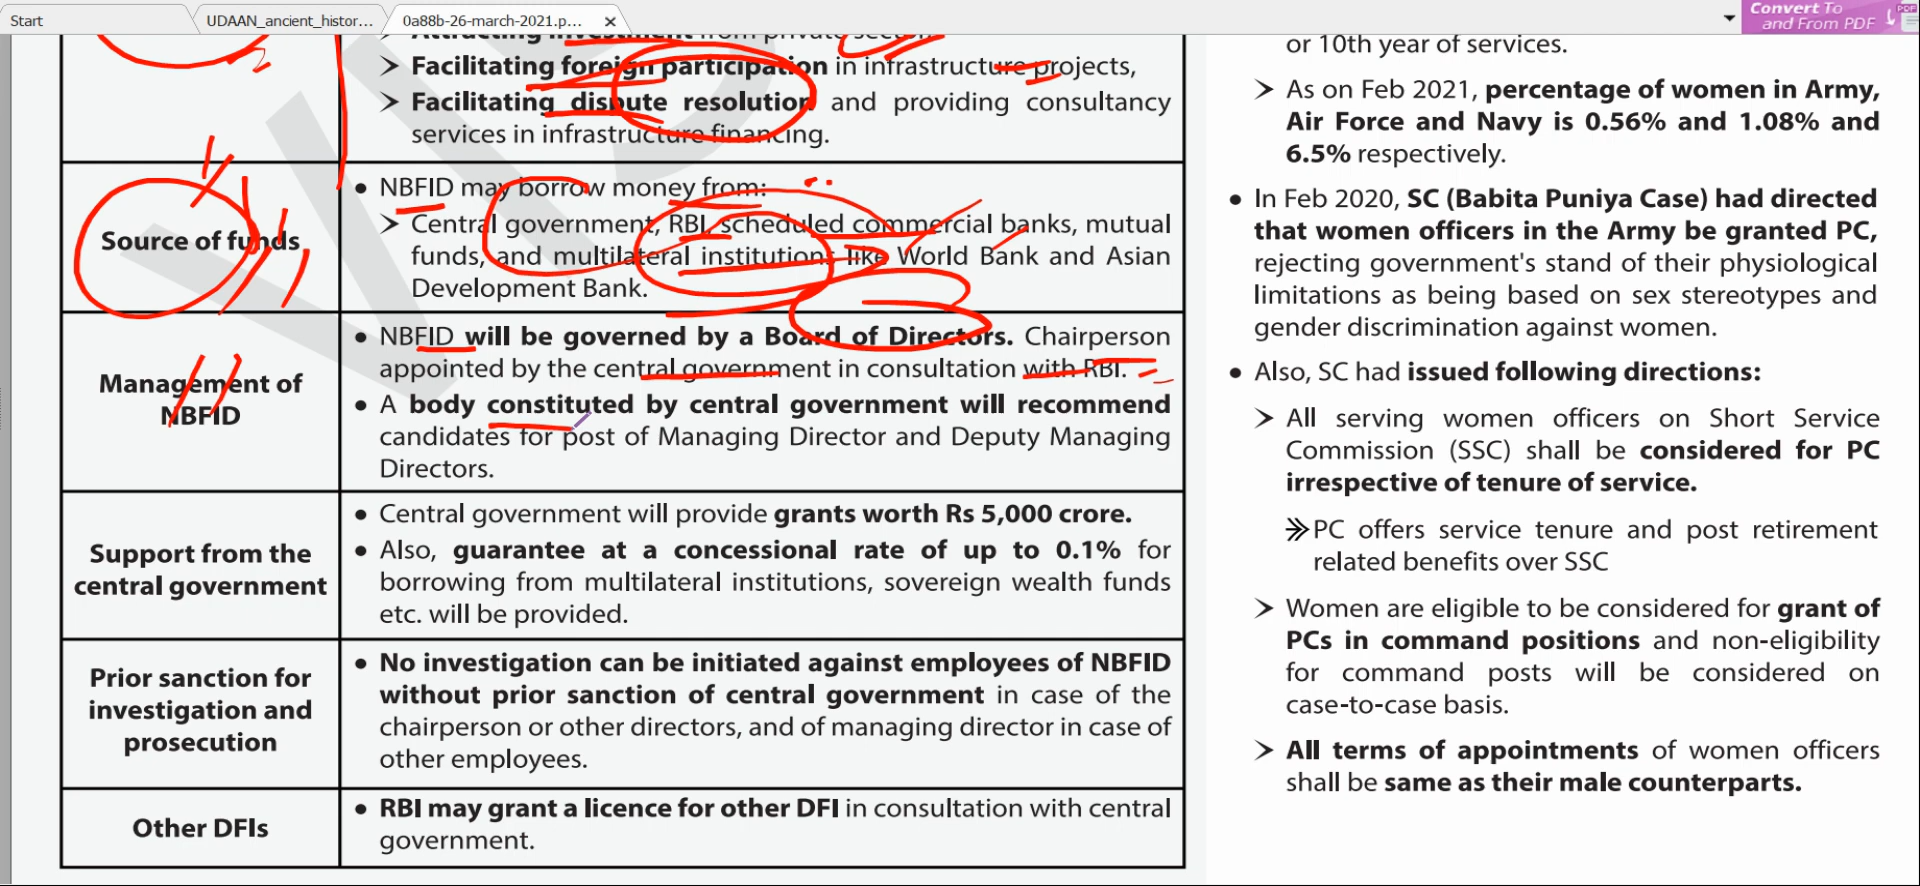 Start
UDAAN_ancient_histor...
0a88b-26-march-2021.p...
Convert To
and From PDF
PDF
➤ Attracting investment from private sector,
➤ Facilitating foreign participation in infrastructure projects,
➤ Facilitating dispute resolution and providing consultancy
services in infrastructure financing.
Source of funds
● NBFID may borrow money from:
➤ Central government, RBI, scheduled commercial banks, mutual
funds, and multilateral institutions like World Bank and Asian
Development Bank.
Management of
NBFID
● NBFID will be governed by a Board of Directors. Chairperson
appointed by the central government in consultation with RBI.
● A body constituted by central government will recommend
candidates for post of Managing Director and Deputy Managing
Directors.
Support from the
central government
● Central government will provide grants worth Rs 5,000 crore.
● Also, guarantee at a concessional rate of up to 0.1% for
borrowing from multilateral institutions, sovereign wealth funds
etc. will be provided.
Prior sanction for
investigation and
prosecution
● No investigation can be initiated against employees of NBFID
without prior sanction of central government in case of the
chairperson or other directors, and of managing director in case of
other employees.
Other DFIs
● RBI may grant a licence for other DFI in consultation with central
government.
or 10th year of services.
➤ As on Feb 2021, percentage of women in Army,
Air Force and Navy is 0.56% and 1.08% and
6.5% respectively.
● In Feb 2020, SC (Babita Puniya Case) had directed
that women officers in the Army be granted PC,
rejecting government's stand of their physiological
limitations as being based on sex stereotypes and
gender discrimination against women.
● Also, SC had issued following directions:
➤ All serving women officers on Short Service
Commission (SSC) shall be considered for PC
irrespective of tenure of service.
PC offers service tenure and post retirement
related benefits over SSC
➤ Women are eligible to be considered for grant of
PCs in command positions and non-eligibility
for command posts will be considered on
case-to-case basis.
➤ All terms of appointments of women officers
shall be same as their male counterparts.